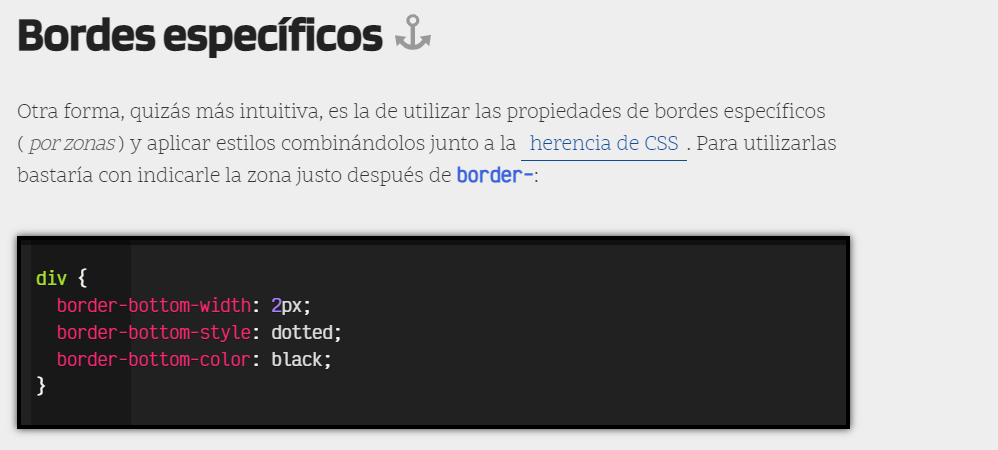 Bordes específicos
Otra forma, quizás más intuitiva, es la de utilizar las propiedades de bordes específicos
( por zonas ) y aplicar estilos combinándolos junto a la herencia de CSS . Para utilizarlas
bastaría con indicarle la zona justo después de border-:
div {
  border-bottom-width: 2px;
  border-bottom-style: dotted;
  border-bottom-color: black;
}